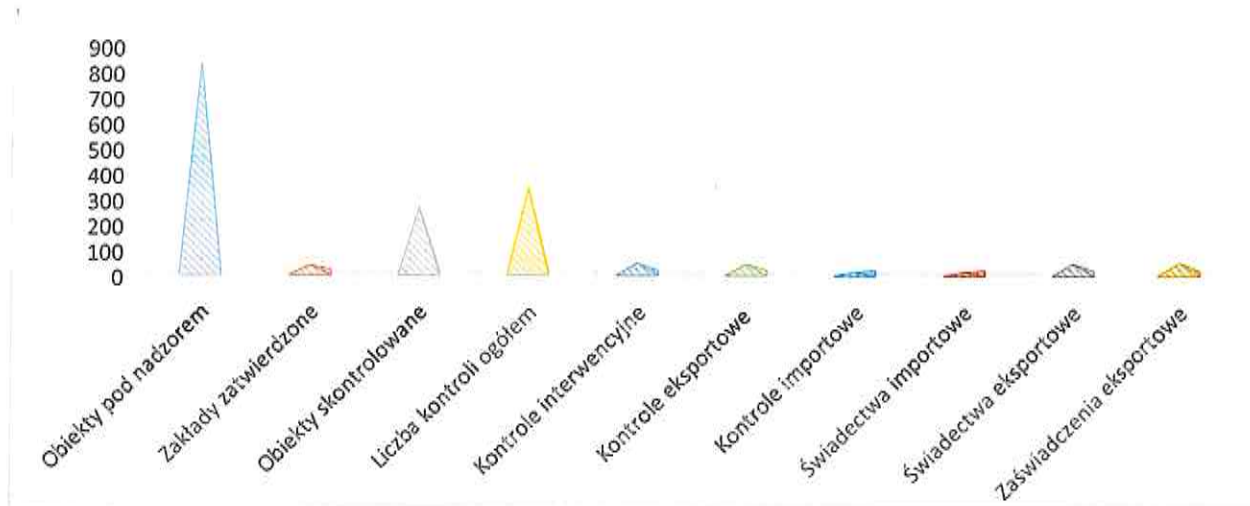 900
800
700
600
500
400
300
200
100
0
Obiekty pod nadzorem
Zakłady zatwierdzone
Obiekty skontrolowane
Liczba kontroli ogółem
Kontrole interwencyjne
Kontrole eksportowe
Kontrole importowe
Świadectwa importowe
Świadectwa eksportowe
Zaświadczenia eksportowe